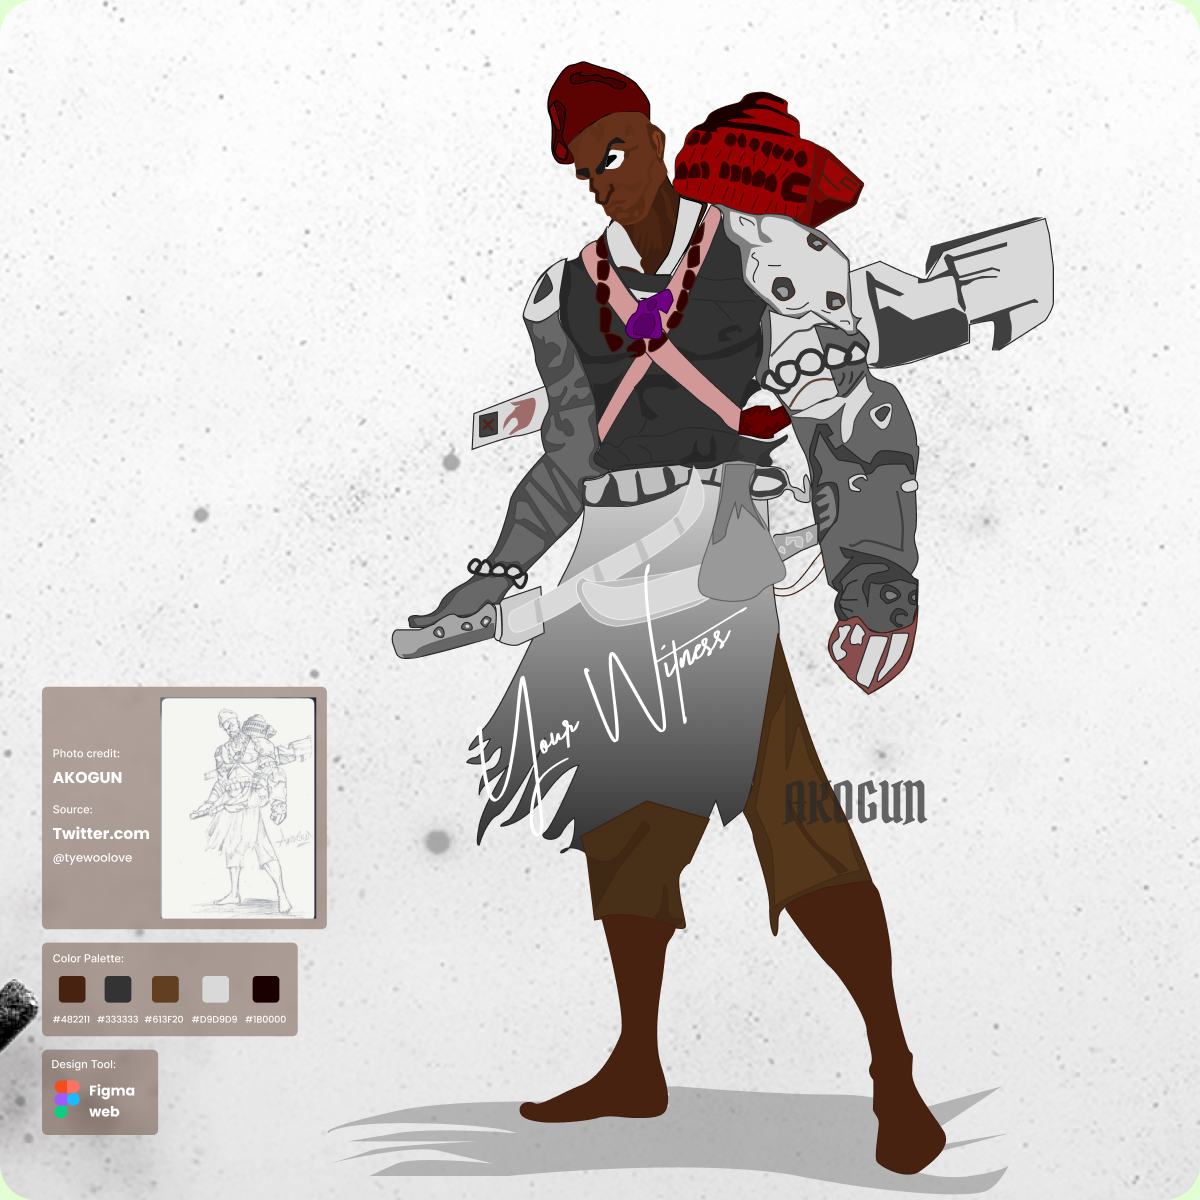 Your Witness
AKOGUN
Photo credit:
AKOGUN
Source:
Twitter.com
@tyewoolove
Color Palette:
#482211 #333333 #613F20 #D9D9D9 #1B0000
Design Tool:
Figma
web